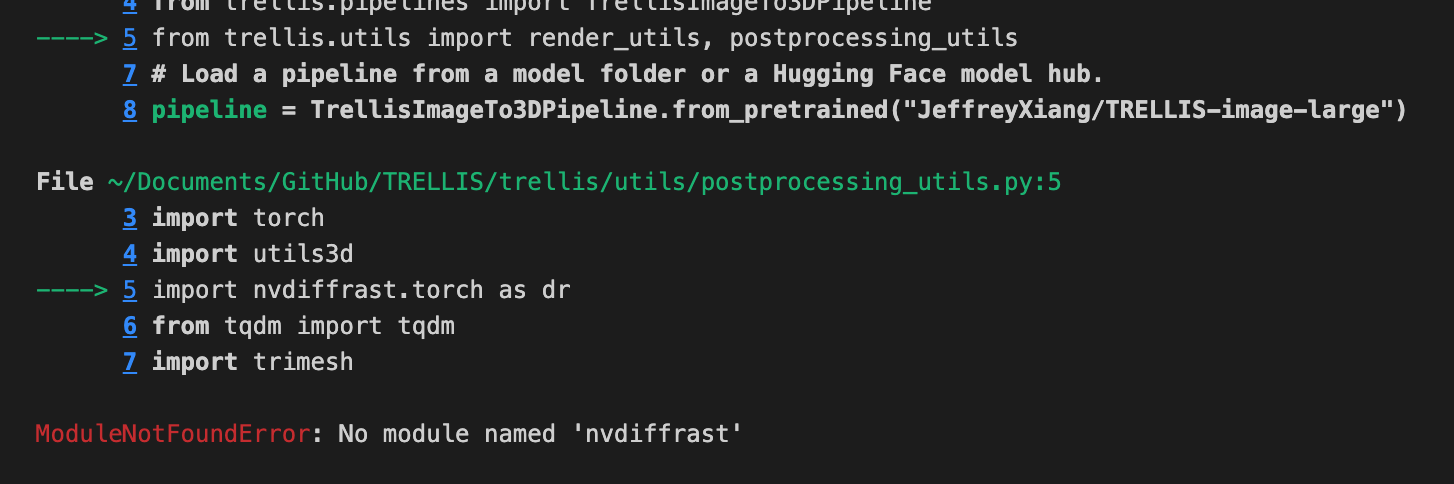 4 from trellis.pipelines import TrellisImageTo3DPipeline
----> 5 from trellis.utils import render_utils, postprocessing_utils
7 # Load a pipeline from a model folder or a Hugging Face model hub.
8 pipeline = TrellisImageTo3DPipeline.from_pretrained("JeffreyXiang/TRELLIS-image-large")
File ~/Documents/GitHub/TRELLIS/trellis/utils/postprocessing_utils.py:5
3 import torch
4 import utils3d
----> 5 import nvdiffrast.torch as dr
6 from tqdm import tqdm
7 import trimesh
ModuleNotFoundError: No module named 'nvdiffrast'